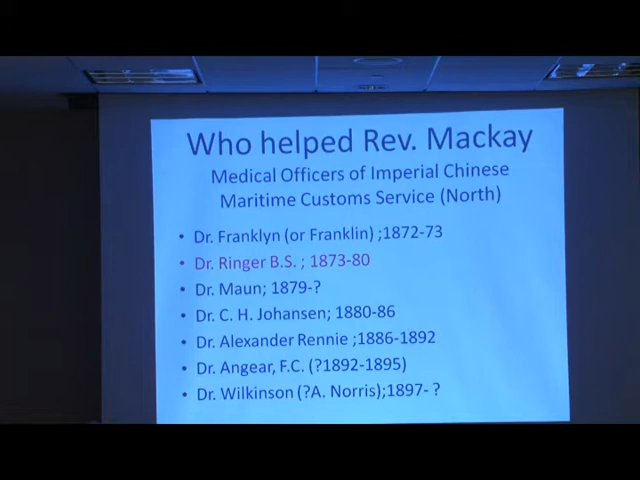 Who helped Rev. Mackay
Medical Officers of Imperial Chinese
Maritime Customs Service (North)
• Dr. Franklyn (or Franklin) ;1872-73
• Dr. Ringer B.S. ; 1873-80
• Dr. Maun; 1879-?
• Dr. C. H. Johansen; 1880-86
• Dr. Alexander Rennie ;1886-1892
• Dr. Angear, F.C. (?1892-1895)
• Dr. Wilkinson (?A. Norris);1897- ?